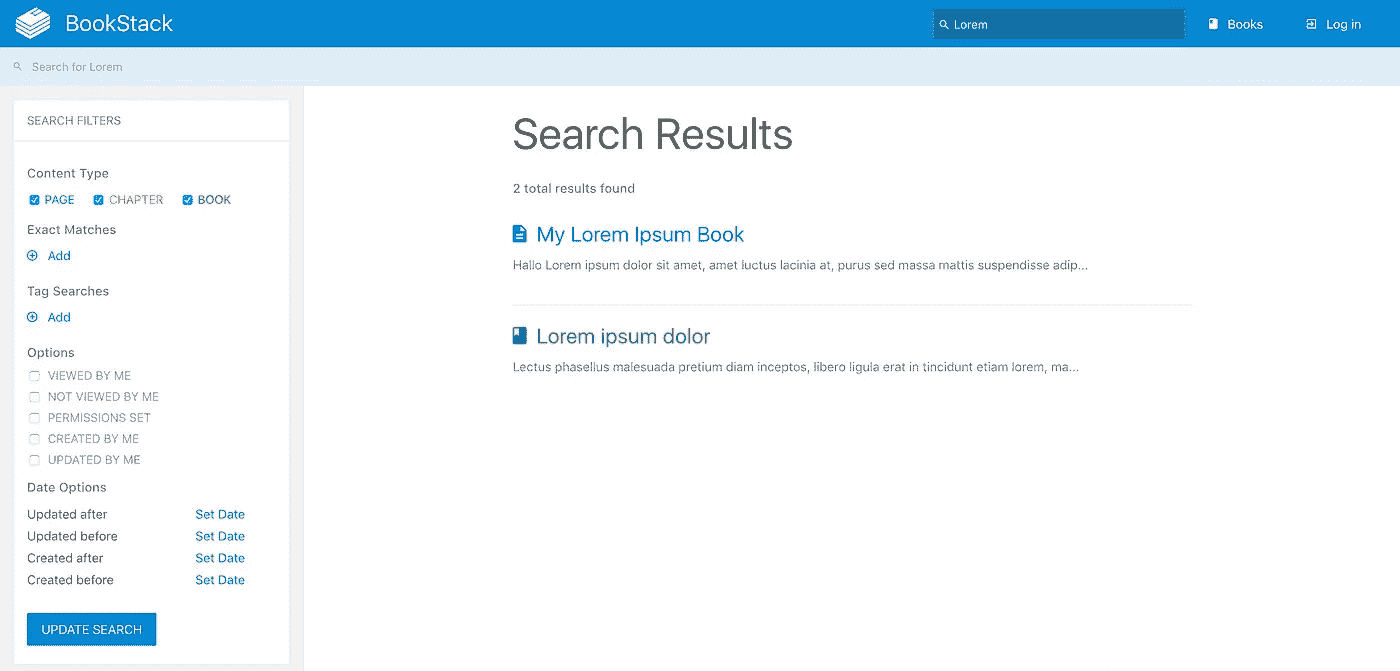 BookStack
Lorem
Books
Log in
Search for Lorem
SEARCH FILTERS
Content Type
PAGE CHAPTER BOOK
Exact Matches
Add
Tag Searches
Add
Options
VIEWED BY ME
NOT VIEWED BY ME
PERMISSIONS SET
CREATED BY ME
UPDATED BY ME
Date Options
Updated after Set Date
Updated before Set Date
Created after Set Date
Created before Set Date
UPDATE SEARCH
Search Results
2 total results found
My Lorem Ipsum Book
Hallo Lorem ipsum dolor sit amet, amet luctus lacinia at, purus sed massa mattis suspendisse adip...
Lorem ipsum dolor
Lectus phasellus malesuada pretium diam inceptos, libero ligula erat in tincidunt etiam lorem, ma...